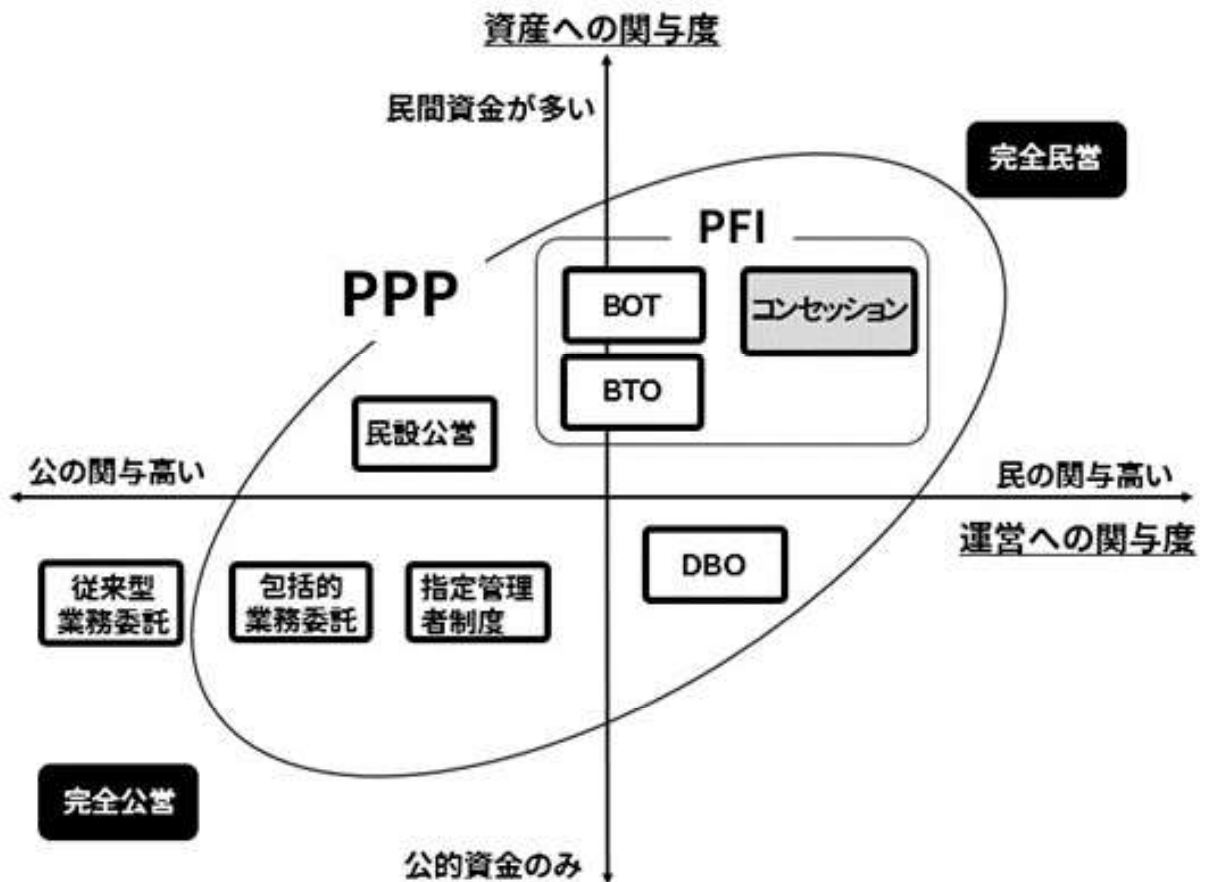 資産への関与度
民間資金が多い
完全民営
PFI
PPP
BOT
コンセッション
BTO
民設公営
公の関与高い
民の関与高い
運営への関与度
DBO
従来型
業務委託
包括的
業務委託
指定管理
者制度
完全公営
公的資金のみ